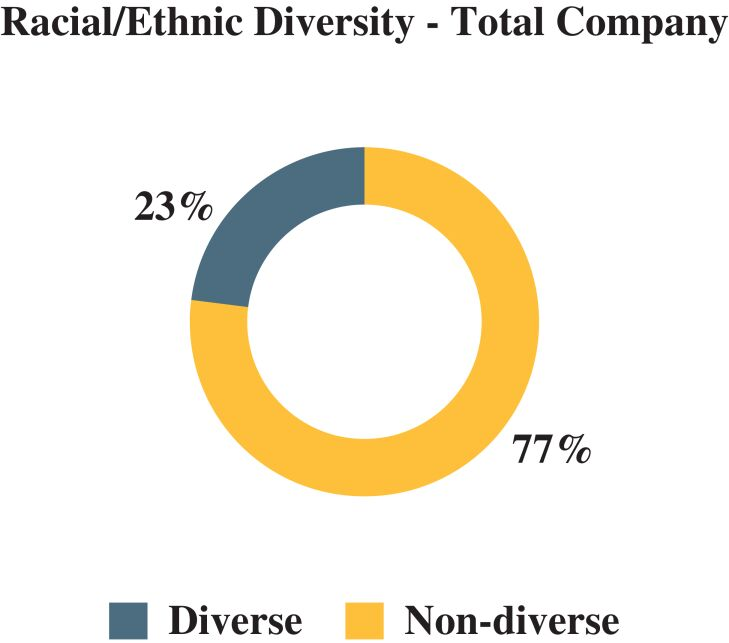 Racial/Ethnic Diversity - Total Company
23%
77%
Diverse Non-diverse